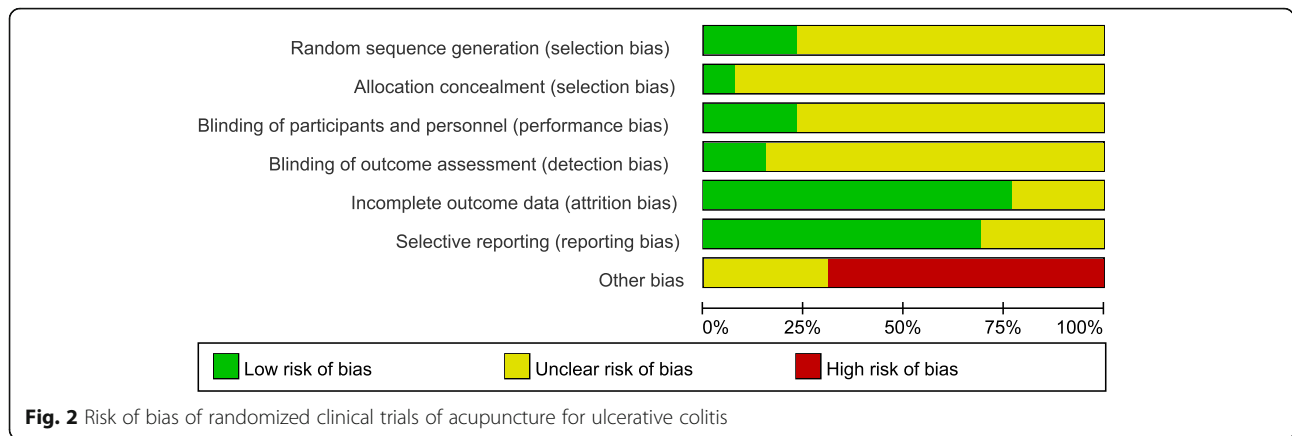 Random sequence generation (selection bias)
Allocation concealment (selection bias)
Blinding of participants and personnel (performance bias)
Blinding of outcome assessment (detection bias)
Incomplete outcome data (attrition bias)
Selective reporting (reporting bias)
Other bias
0% 25% 50% 75% 100%
Low risk of bias Unclear risk of bias High risk of bias
Fig. 2 Risk of bias of randomized clinical trials of acupuncture for ulcerative colitis